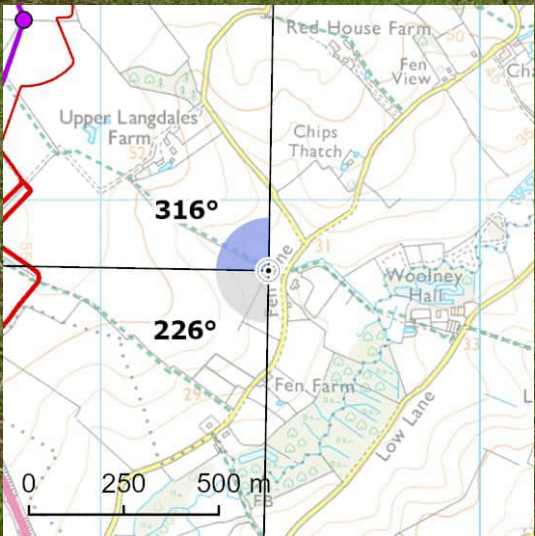 Red House Farm
50
Fen
View
45
Cha
Upper Langdales
Farm
52
Chips
Thatch
35
316°
31
Fen Lane
Woolney
Hall
226°
33
29
Fen Farm
Low Lane
L
0 250 500 m
FB